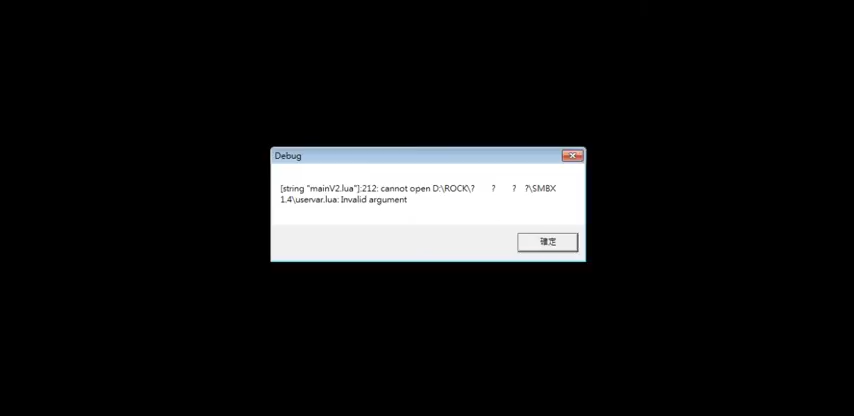 Debug
[string "mainV2.lua"]:212: cannot open D:\ROCK\? ? ? ?\SMBX
1.4\uservar.lua: Invalid argument
確定